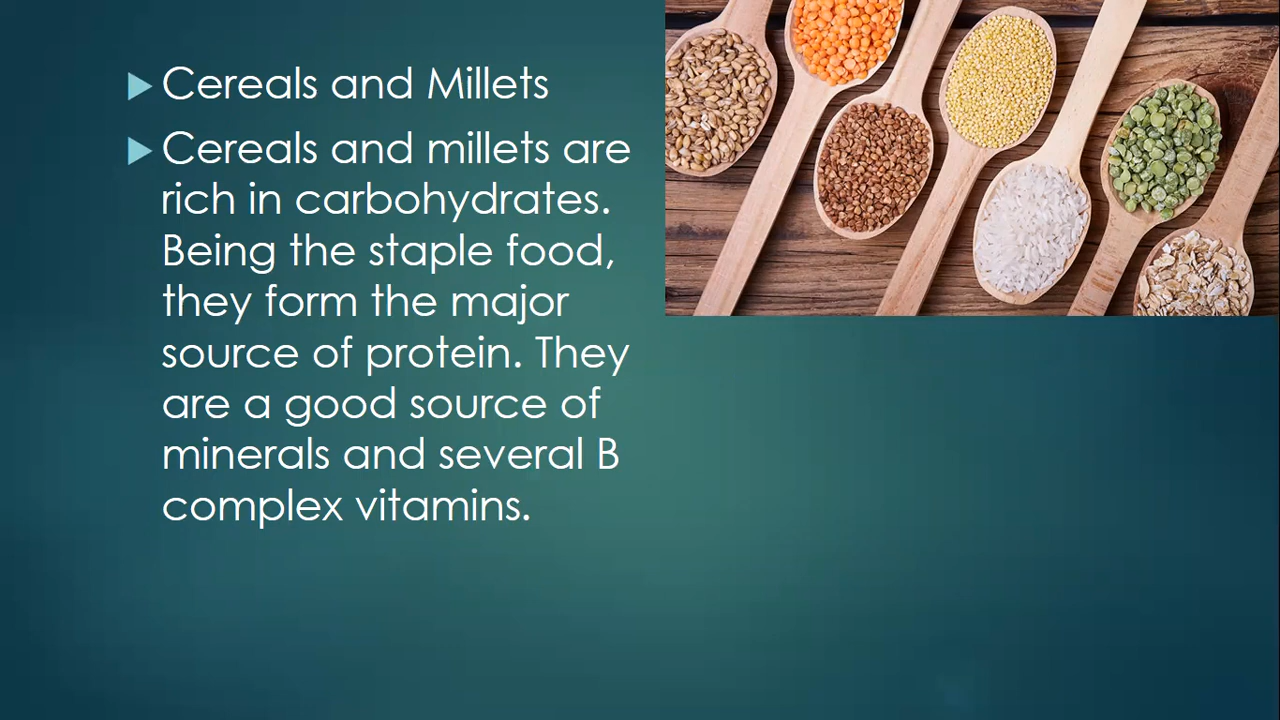 Cereals and Millets
Cereals and millets are
rich in carbohydrates.
Being the staple food,
they form the major
source of protein. They
are a good source of
minerals and several B
complex vitamins.